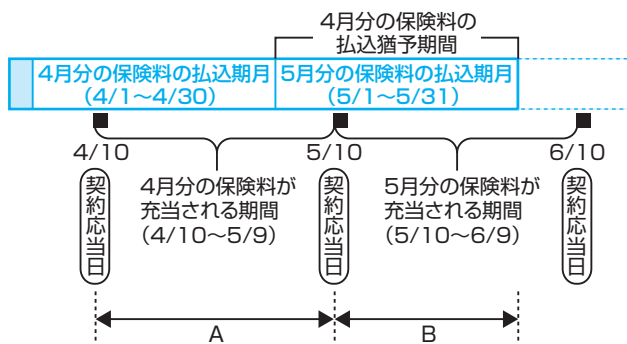 4月分の保険料の
払込猶予期間
4月分の保険料の払込期月
(4/1～4/30)
5月分の保険料の払込期月
(5/1～5/31)
4/10
5/10
6/10
契約応当日
4月分の保険料が
充当される期間
(4/10～5/9)
契約応当日
5月分の保険料が
充当される期間
(5/10～6/9)
契約応当日
A
B